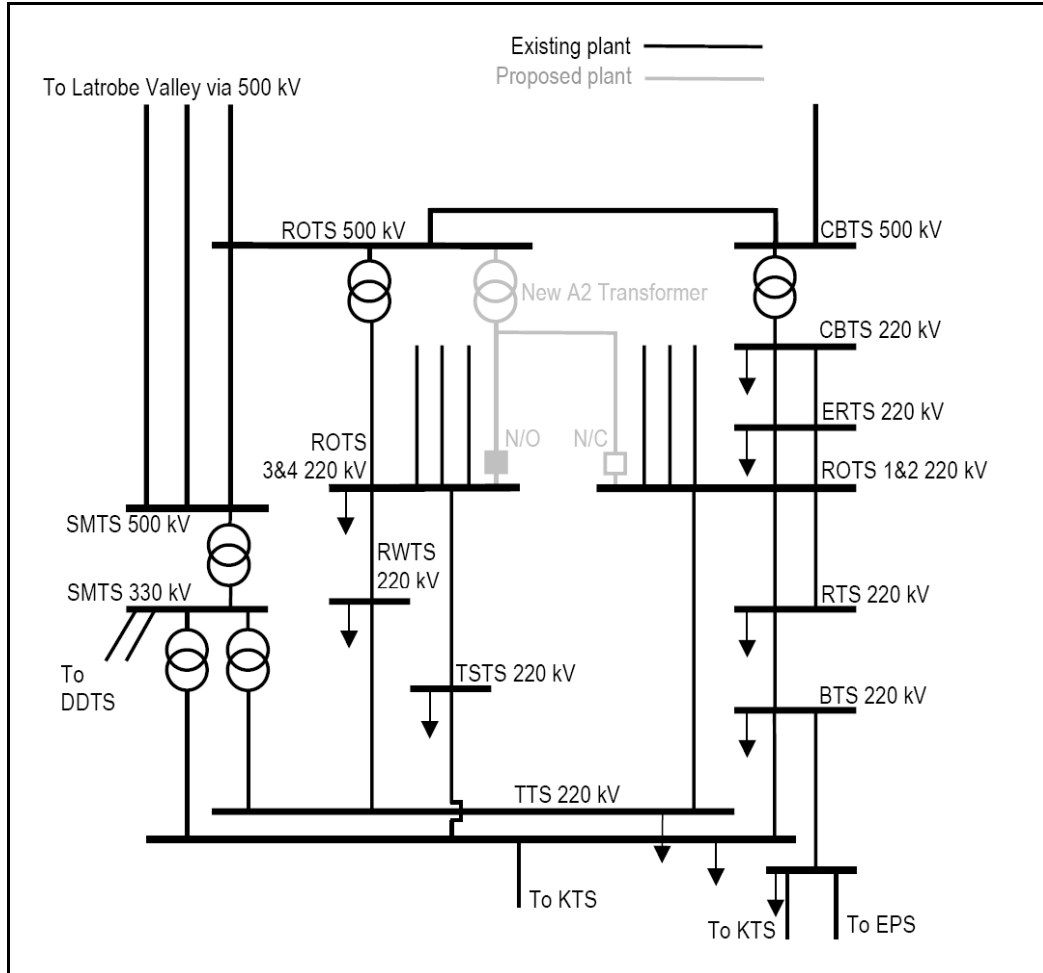 Existing plant
Proposed plant
To Latrobe Valley via 500 kV
ROTS 500 kV
CBTS 500 kV
New A2 Transformer
CBTS 220 kV
ERTS 220 kV
N/O
N/C
ROTS
3&4 220 kV
ROTS 1&2 220 kV
SMTS 500 kV
RWTS
220 kV
SMTS 330 kV
RTS 220 kV
To
DDTS
TSTS 220 kV
BTS 220 kV
TTS 220 kV
To KTS
To KTS
To EPS